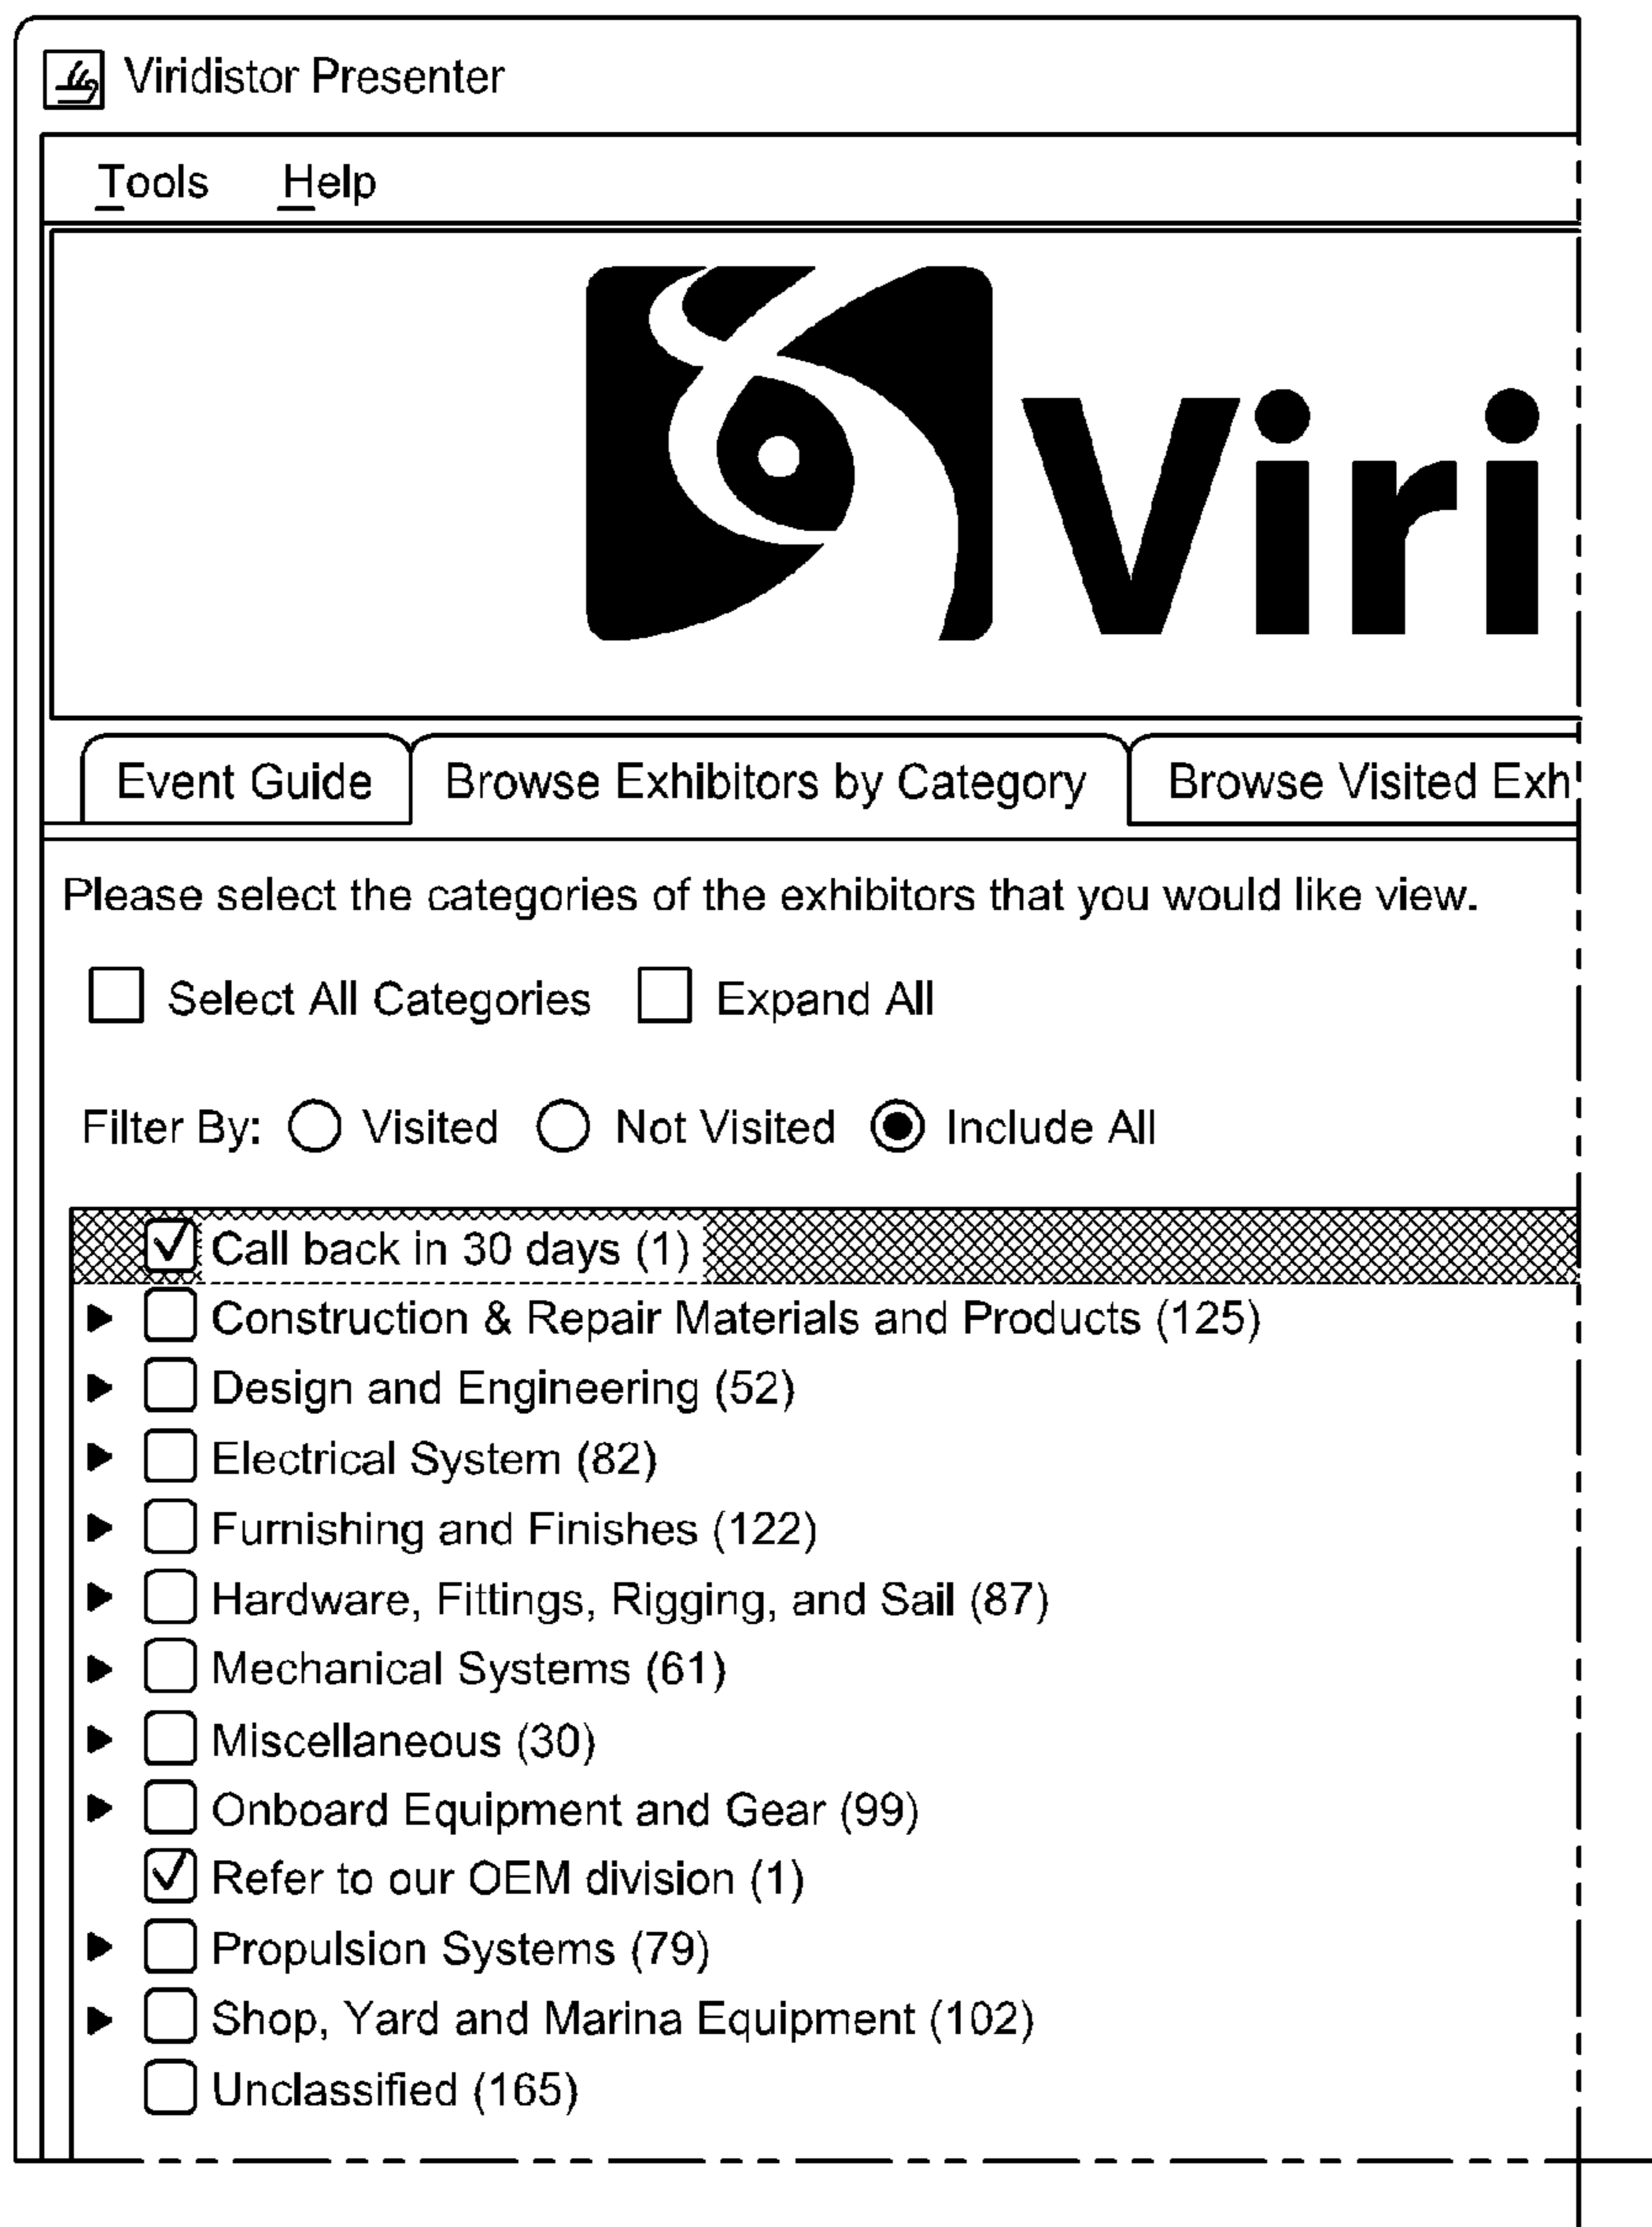 Viridistor Presenter
Tools Help
Viri
Event Guide Browse Exhibitors by Category Browse Visited Exh
Please select the categories of the exhibitors that you would like view.
Select All Categories Expand All
Filter By: Visited Not Visited Include All
Call back in 30 days (1)
Construction & Repair Materials and Products (125)
Design and Engineering (52)
Electrical System (82)
Furnishing and Finishes (122)
Hardware, Fittings, Rigging, and Sail (87)
Mechanical Systems (61)
Miscellaneous (30)
Onboard Equipment and Gear (99)
Refer to our OEM division (1)
Propulsion Systems (79)
Shop, Yard and Marina Equipment (102)
Unclassified (165)